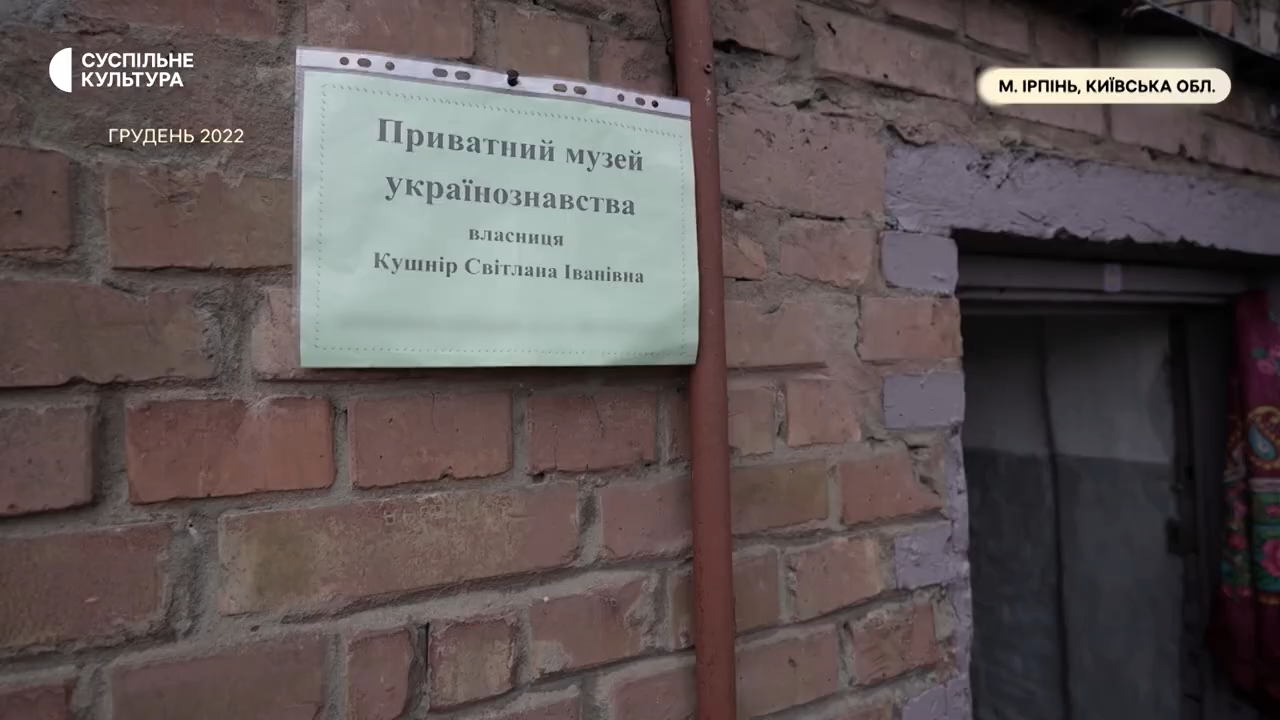 СУСПІЛЬНЕ
КУЛЬТУРА
ГРУДЕНЬ 2022
М. ІРПІНЬ, КИЇВСЬКА ОБЛ.
Приватний музей
українознавства
власниця
Кушнір Світлана Іванівна